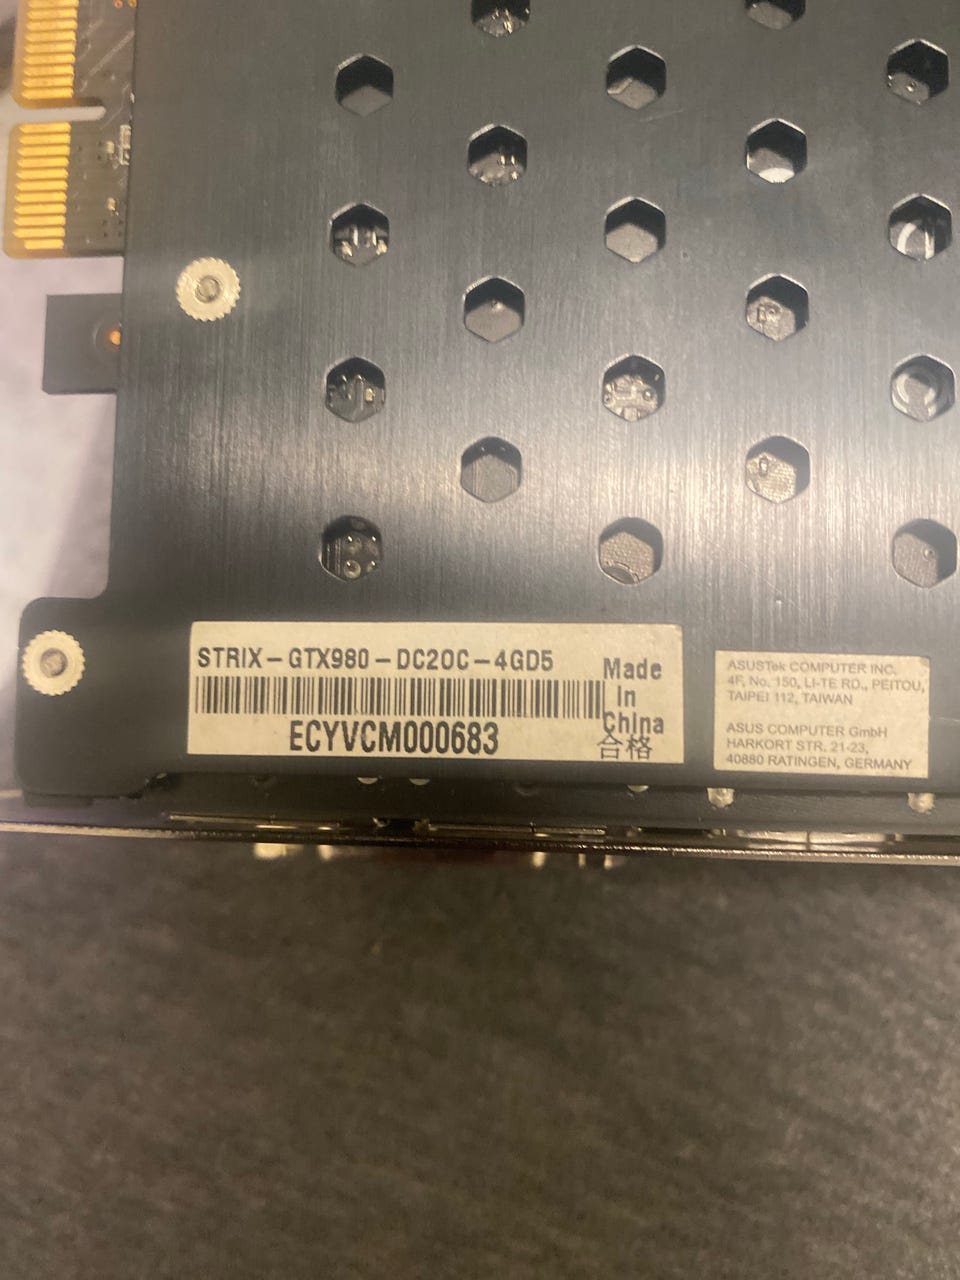 STRIX-GTX980-DC2OC-4GD5
ECYVCM000683
Made
in
China
合格
ASUSTek COMPUTER INC.
4F, No. 150, LI-TE RD., PEITOU,
TAIPEI 112, TAIWAN
ASUS COMPUTER GmbH
HARKORT STR. 21-23,
40880 RATINGEN, GERMANY